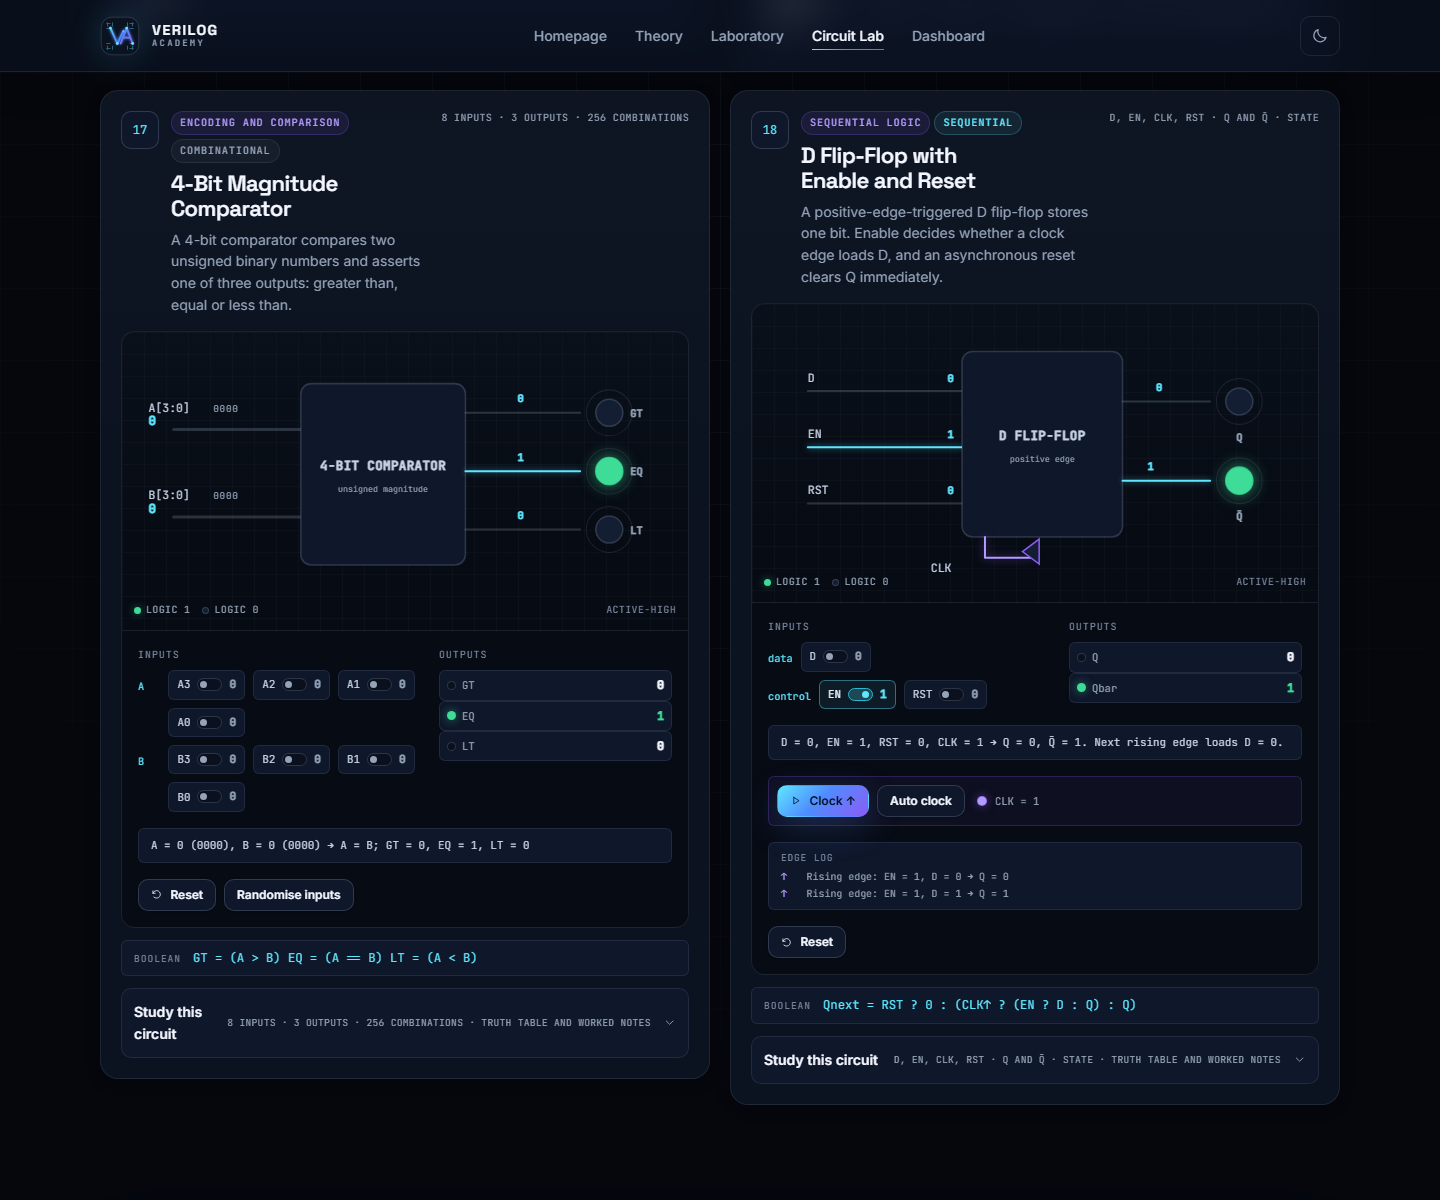 VERILOG
ACADEMY
Homepage
Theory
Laboratory
Circuit Lab
Dashboard
17
ENCODING AND COMPARISON
COMBINATIONAL
8 INPUTS · 3 OUTPUTS · 256 COMBINATIONS
4-Bit Magnitude
Comparator
A 4-bit comparator compares two
unsigned binary numbers and asserts
one of three outputs: greater than,
equal or less than.
A[3:0] 0000
0
B[3:0] 0000
0
4-BIT COMPARATOR
unsigned magnitude
0
GT
1
EQ
0
LT
LOGIC 1
LOGIC 0
ACTIVE-HIGH
INPUTS
A
A3 0
A2 0
A1 0
A0 0
B
B3 0
B2 0
B1 0
B0 0
OUTPUTS
GT 0
EQ 1
LT 0
A = 0 (0000), B = 0 (0000) → A = B; GT = 0, EQ = 1, LT = 0
Reset
Randomise inputs
BOOLEAN GT = (A > B) EQ = (A == B) LT = (A < B)
Study this
circuit
8 INPUTS · 3 OUTPUTS · 256 COMBINATIONS · TRUTH TABLE AND WORKED NOTES
18
SEQUENTIAL LOGIC
SEQUENTIAL
D, EN, CLK, RST · Q AND Q̄ · STATE
D Flip-Flop with
Enable and Reset
A positive-edge-triggered D flip-flop stores
one bit. Enable decides whether a clock
edge loads D, and an asynchronous reset
clears Q immediately.
D 0
EN 1
RST 0
D FLIP-FLOP
positive edge
0
Q
1
Q̄
CLK
LOGIC 1
LOGIC 0
ACTIVE-HIGH
INPUTS
data
D 0
control
EN 1
RST 0
OUTPUTS
Q 0
Qbar 1
D = 0, EN = 1, RST = 0, CLK = 1 → Q = 0, Q̄ = 1. Next rising edge loads D = 0.
Clock ↑
Auto clock
CLK = 1
EDGE LOG
↑ Rising edge: EN = 1, D = 0 → Q = 0
↑ Rising edge: EN = 1, D = 1 → Q = 1
Reset
BOOLEAN Qnext = RST ? 0 : (CLK↑ ? (EN ? D : Q) : Q)
Study this circuit
D, EN, CLK, RST · Q AND Q̄ · STATE · TRUTH TABLE AND WORKED NOTES